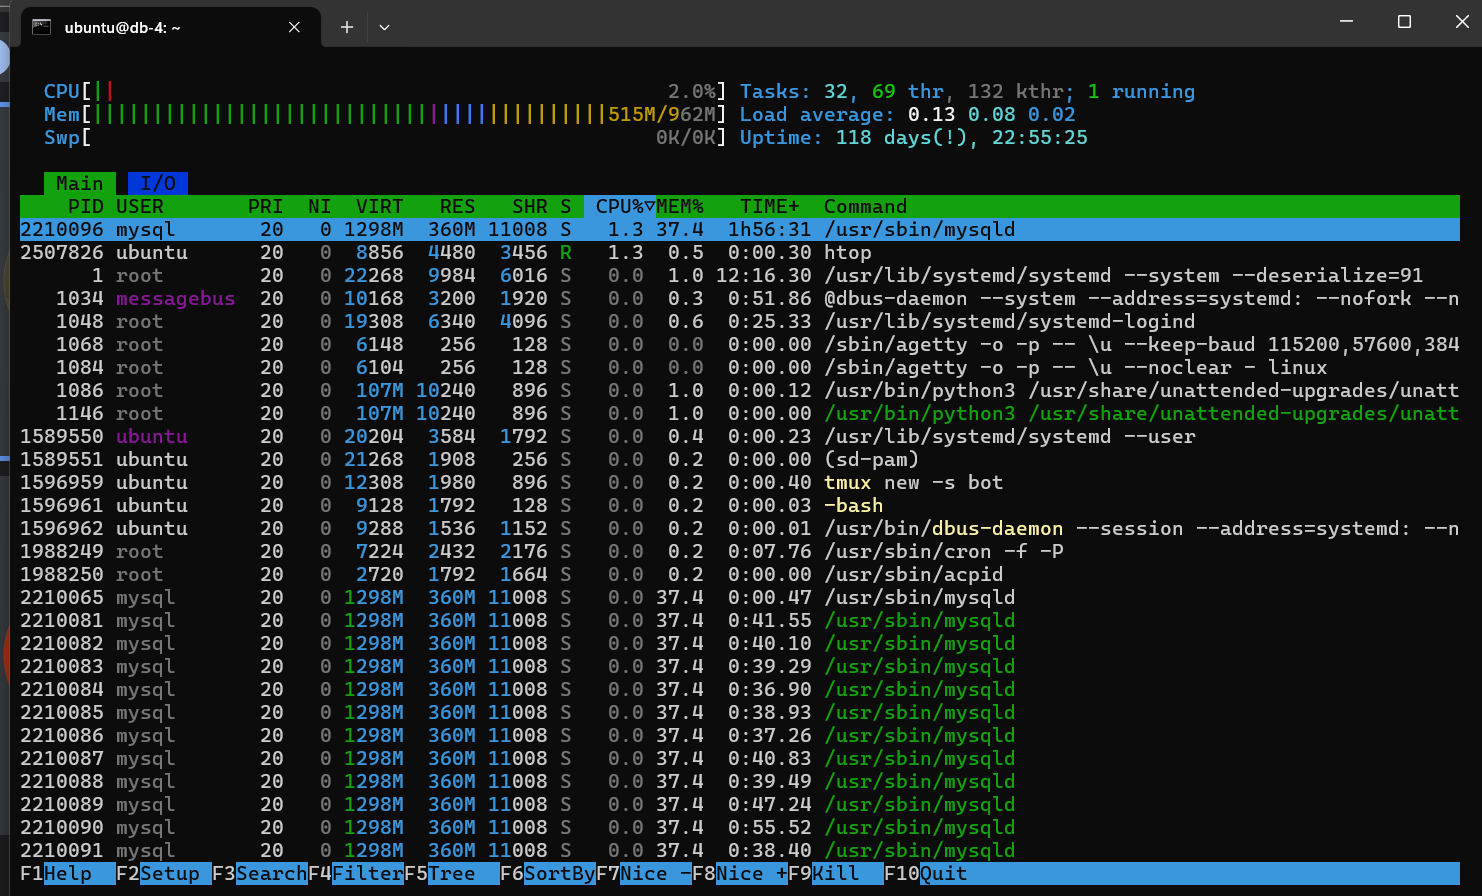 ubuntu@db-4: ~
CPU[|| 2.0%] Tasks: 32, 69 thr, 132 kthr; 1 running
Mem[|||||||||||||||||||||||||||||||||||||||||||515M/962M] Load average: 0.13 0.08 0.02
Swp[ 0K/0K] Uptime: 118 days(!), 22:55:25
Main I/O
PID USER PRI NI VIRT RES SHR S CPU%▽MEM% TIME+ Command
2210096 mysql 20 0 1298M 360M 11008 S 1.3 37.4 1h56:31 /usr/sbin/mysqld
2507826 ubuntu 20 0 8856 4480 3456 R 1.3 0.5 0:00.30 htop
1 root 20 0 22268 9984 6016 S 0.0 1.0 12:16.30 /usr/lib/systemd/systemd --system --deserialize=91
1034 messagebus 20 0 10168 3200 1920 S 0.0 0.3 0:51.86 @dbus-daemon --system --address=systemd: --nofork --n
1048 root 20 0 19308 6340 4096 S 0.0 0.6 0:25.33 /usr/lib/systemd/systemd-logind
1068 root 20 0 6148 256 128 S 0.0 0.0 0:00.00 /sbin/agetty -o -p -- \u --keep-baud 115200,57600,384
1084 root 20 0 6104 256 128 S 0.0 0.0 0:00.00 /sbin/agetty -o -p -- \u --noclear - linux
1086 root 20 0 107M 10240 896 S 0.0 1.0 0:00.12 /usr/bin/python3 /usr/share/unattended-upgrades/unatt
1146 root 20 0 107M 10240 896 S 0.0 1.0 0:00.00 /usr/bin/python3 /usr/share/unattended-upgrades/unatt
1589550 ubuntu 20 0 20204 3584 1792 S 0.0 0.4 0:00.23 /usr/lib/systemd/systemd --user
1589551 ubuntu 20 0 21268 1908 256 S 0.0 0.2 0:00.00 (sd-pam)
1596959 ubuntu 20 0 12308 1980 896 S 0.0 0.2 0:00.40 tmux new -s bot
1596961 ubuntu 20 0 9128 1792 128 S 0.0 0.2 0:00.03 -bash
1596962 ubuntu 20 0 9288 1536 1152 S 0.0 0.2 0:00.01 /usr/bin/dbus-daemon --session --address=systemd: --n
1988249 root 20 0 7224 2432 2176 S 0.0 0.2 0:07.76 /usr/sbin/cron -f -P
1988250 root 20 0 2720 1792 1664 S 0.0 0.2 0:00.00 /usr/sbin/acpid
2210065 mysql 20 0 1298M 360M 11008 S 0.0 37.4 0:00.47 /usr/sbin/mysqld
2210081 mysql 20 0 1298M 360M 11008 S 0.0 37.4 0:41.55 /usr/sbin/mysqld
2210082 mysql 20 0 1298M 360M 11008 S 0.0 37.4 0:40.10 /usr/sbin/mysqld
2210083 mysql 20 0 1298M 360M 11008 S 0.0 37.4 0:39.29 /usr/sbin/mysqld
2210084 mysql 20 0 1298M 360M 11008 S 0.0 37.4 0:36.90 /usr/sbin/mysqld
2210085 mysql 20 0 1298M 360M 11008 S 0.0 37.4 0:38.93 /usr/sbin/mysqld
2210086 mysql 20 0 1298M 360M 11008 S 0.0 37.4 0:37.26 /usr/sbin/mysqld
2210087 mysql 20 0 1298M 360M 11008 S 0.0 37.4 0:40.83 /usr/sbin/mysqld
2210088 mysql 20 0 1298M 360M 11008 S 0.0 37.4 0:39.49 /usr/sbin/mysqld
2210089 mysql 20 0 1298M 360M 11008 S 0.0 37.4 0:47.24 /usr/sbin/mysqld
2210090 mysql 20 0 1298M 360M 11008 S 0.0 37.4 0:55.52 /usr/sbin/mysqld
2210091 mysql 20 0 1298M 360M 11008 S 0.0 37.4 0:38.40 /usr/sbin/mysqld
F1Help F2Setup F3SearchF4FilterF5Tree F6SortByF7Nice -F8Nice +F9Kill F10Quit